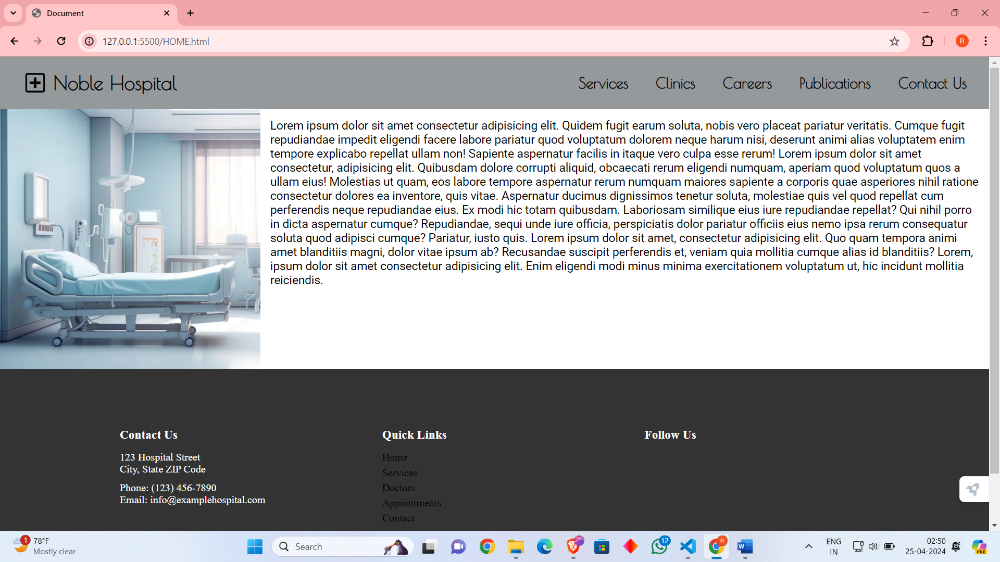 Document
127.0.0.1:5500/HOME.html
R
Noble Hospital
Services
Clinics
Careers
Publications
Contact Us
Lorem ipsum dolor sit amet consectetur adipisicing elit. Quidem fugit earum soluta, nobis vero placeat pariatur veritatis. Cumque fugit
repudiandae impedit eligendi facere labore pariatur quod voluptatum dolorem neque harum nisi, deserunt animi alias voluptatem enim
tempore explicabo repellat ullam non! Sapiente aspernatur facilis in itaque vero culpa esse rerum! Lorem ipsum dolor sit amet
consectetur, adipisicing elit. Quibusdam dolore corrupti aliquid, obcaecati rerum eligendi numquam, aperiam quod voluptatum quos a
ullam eius! Molestias ut quam, eos labore tempore aspernatur rerum numquam maiores sapiente a corporis quae asperiores nihil ratione
consectetur dolores ea inventore, quis vitae. Aspernatur ducimus dignissimos tenetur soluta, molestiae quis vel quod repellat cum
perferendis neque repudiandae eius. Ex modi hic totam quibusdam. Laboriosam similique eius iure repudiandae repellat? Qui nihil porro
in dicta aspernatur cumque? Repudiandae, sequi unde iure officia, perspiciatis dolor pariatur officiis eius nemo ipsa rerum consequatur
soluta quod adipisci cumque? Pariatur, iusto quis. Lorem ipsum dolor sit amet, consectetur adipisicing elit. Quo quam tempora animi
amet blanditiis magni, dolor vitae ipsum ab? Recusandae suscipit perferendis et, veniam quia mollitia cumque alias id blanditiis? Lorem,
ipsum dolor sit amet consectetur adipisicing elit. Enim eligendi modi minus minima exercitationem voluptatum ut, hic incidunt mollitia
reiciendis.
Contact Us
123 Hospital Street
City, State ZIP Code
Phone: (123) 456-7890
Email: info@examplehospital.com
Quick Links
Home
Services
Doctors
Appointments
Contact
Follow Us
1
78°F
Mostly clear
Search
12
R
W
ENG
IN
02:50
25-04-2024
PRE